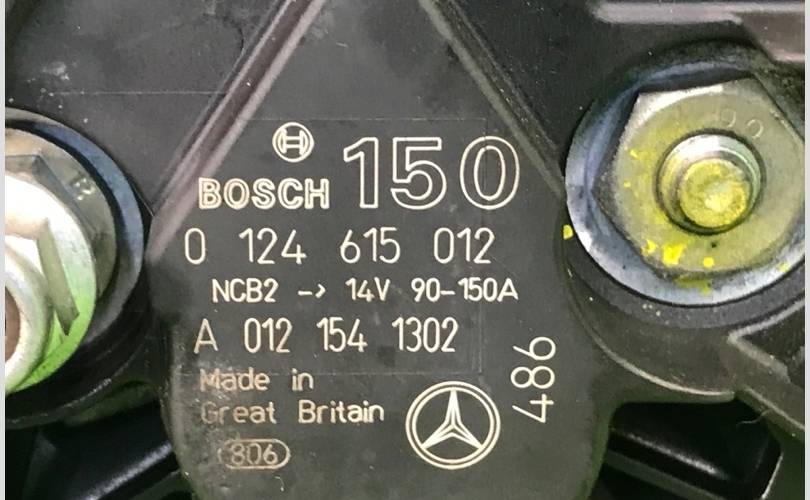 BOSCH 150
0 124 615 012
NCB2 -> 14V 90-150A
A 012 154 1302
Made in
Great Britain
806
486